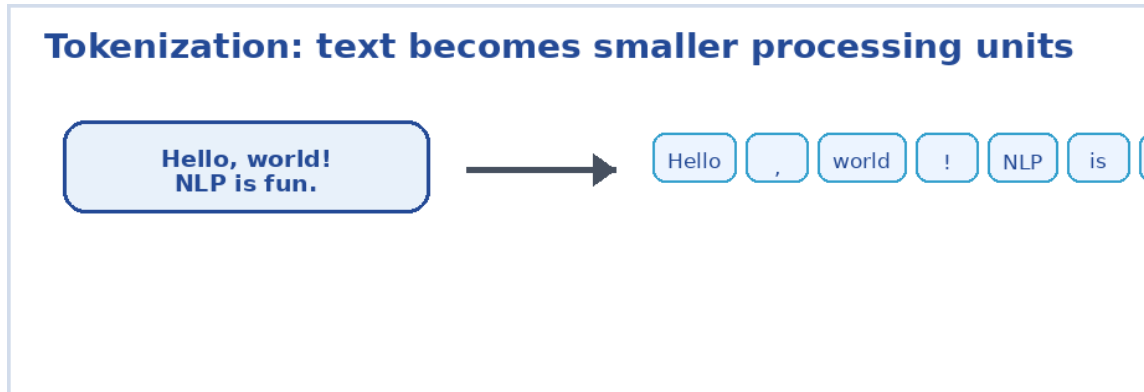 Tokenization: text becomes smaller processing units
Hello, world!
NLP is fun.
Hello , world ! NLP is